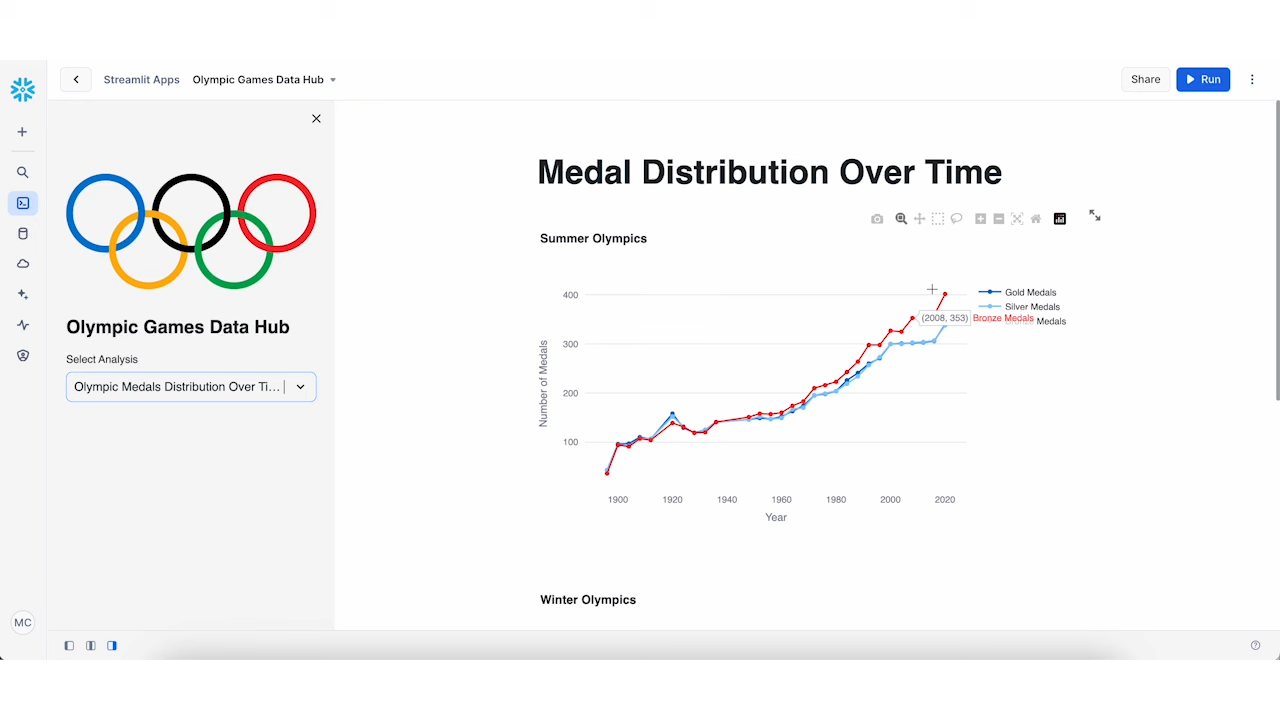 Streamlit Apps
Olympic Games Data Hub
Share
Run
Olympic Games Data Hub
Select Analysis
Olympic Medals Distribution Over Ti...
MC
Medal Distribution Over Time
Summer Olympics
Number of Medals
400
300
200
100
1900 1920 1940 1960 1980 2000 2020
Year
Gold Medals
Silver Medals
Bronze Medals
(2008, 353) Bronze Medals
Winter Olympics